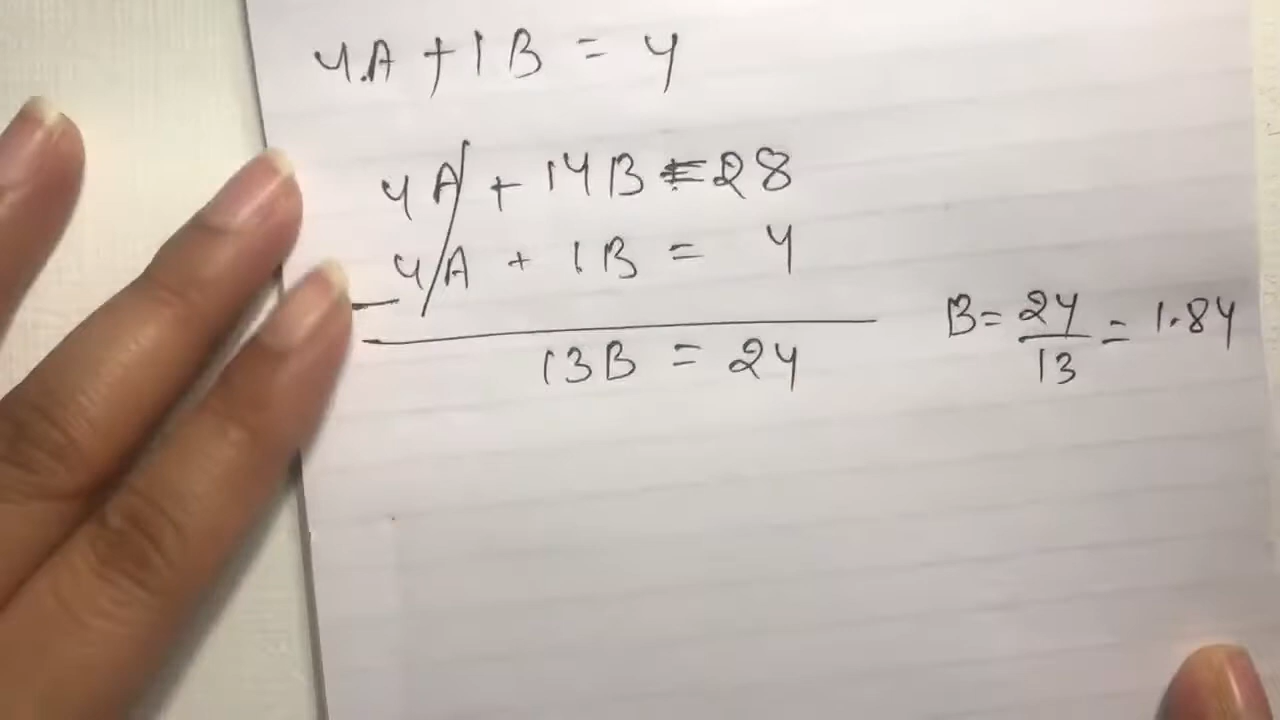 4A + 1B = 4
4A + 14B = 28
4A + 1B = 4
13B = 24
B = 24/13 = 1.84